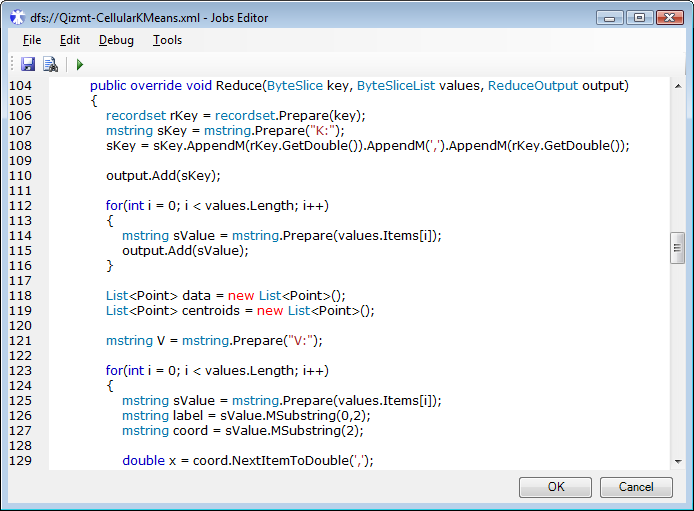 dfs://Qizmt-CellularKMeans.xml - Jobs Editor
File Edit Debug Tools
104 public override void Reduce(ByteSlice key, ByteSliceList values, ReduceOutput output)
105 {
106 recordset rKey = recordset.Prepare(key);
107 mstring sKey = mstring.Prepare("K:");
108 sKey = sKey.AppendM(rKey.GetDouble()).AppendM(',').AppendM(rKey.GetDouble());
109
110 output.Add(sKey);
111
112 for(int i = 0; i < values.Length; i++)
113 {
114 mstring sValue = mstring.Prepare(values.Items[i]);
115 output.Add(sValue);
116 }
117
118 List<Point> data = new List<Point>();
119 List<Point> centroids = new List<Point>();
120
121 mstring V = mstring.Prepare("V:");
122
123 for(int i = 0; i < values.Length; i++)
124 {
125 mstring sValue = mstring.Prepare(values.Items[i]);
126 mstring label = sValue.MSubstring(0,2);
127 mstring coord = sValue.MSubstring(2);
128
129 double x = coord.NextItemToDouble(',');
OK Cancel